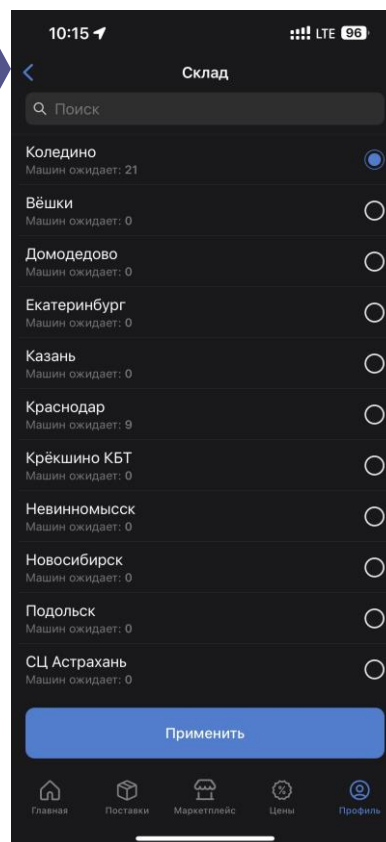 10:15
LTE 96
Склад
Поиск
Коледино
Машин ожидает: 21
Вёшки
Машин ожидает: 0
Домодедово
Машин ожидает: 0
Екатеринбург
Машин ожидает: 0
Казань
Машин ожидает: 0
Краснодар
Машин ожидает: 9
Крёкшино КБТ
Машин ожидает: 0
Невинномысск
Машин ожидает: 0
Новосибирск
Машин ожидает: 0
Подольск
Машин ожидает: 0
СЦ Астрахань
Машин ожидает: 0
Применить
Главная Поставки Маркетплейс Цены Профиль